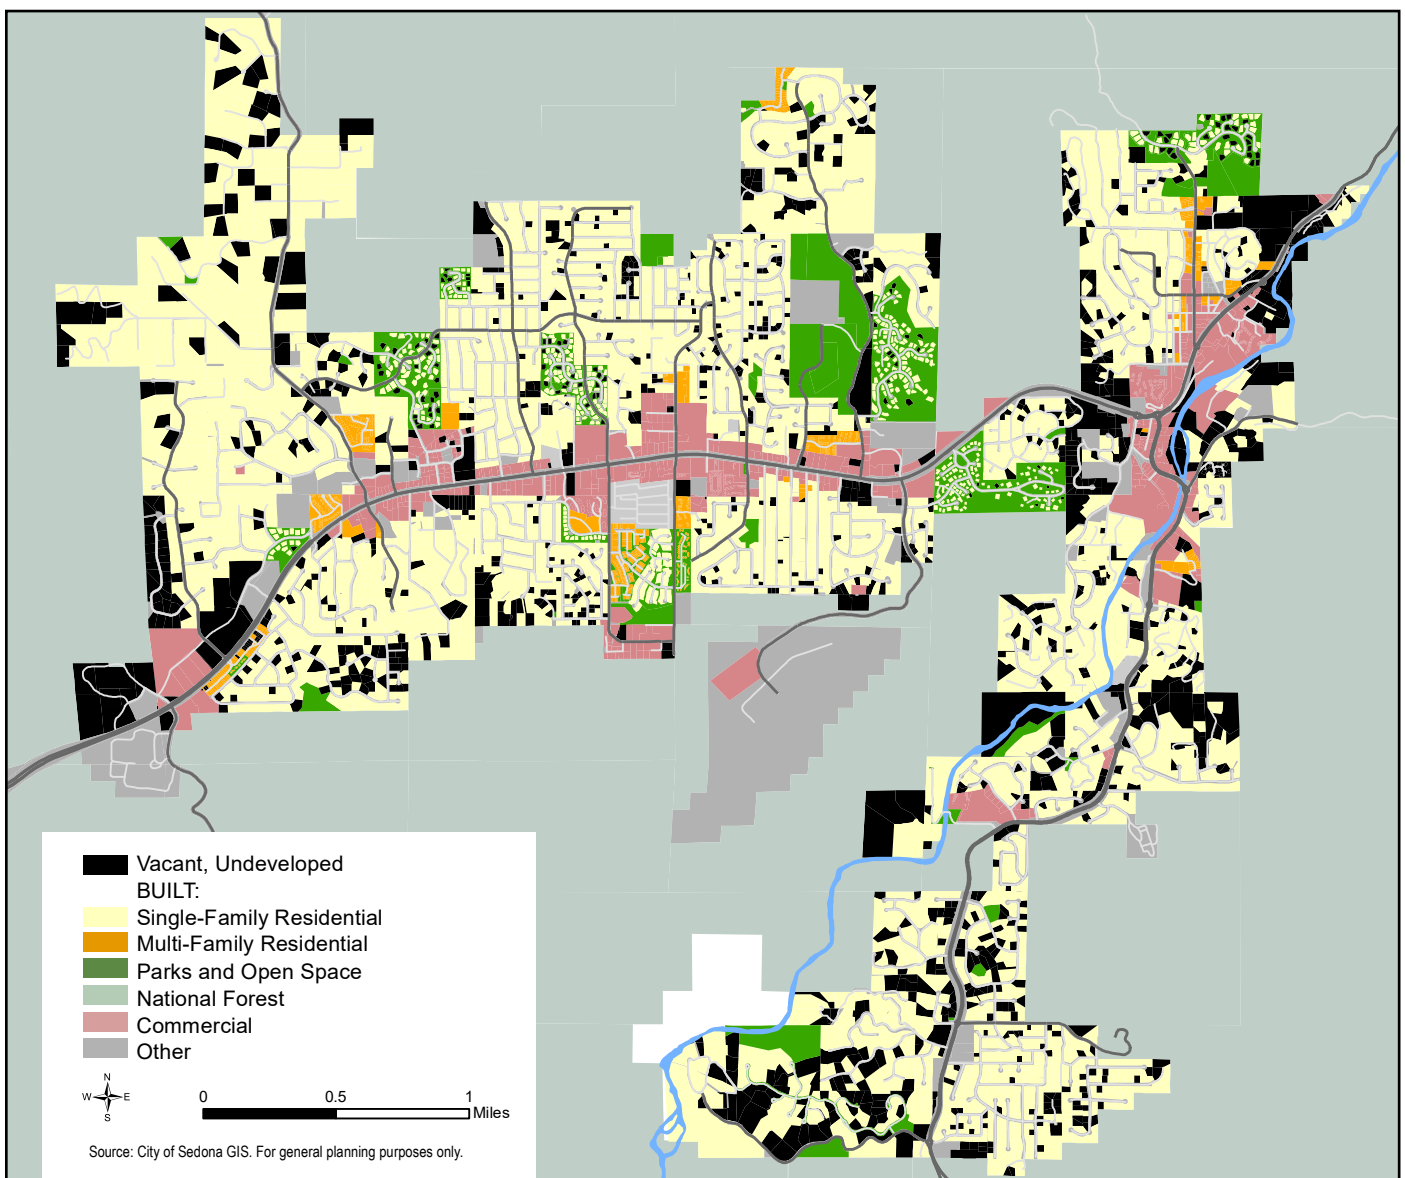 Vacant, Undeveloped
BUILT:
Single-Family Residential
Multi-Family Residential
Parks and Open Space
National Forest
Commercial
Other
N
W E
S
0 0.5 1
Miles
Source: City of Sedona GIS. For general planning purposes only.